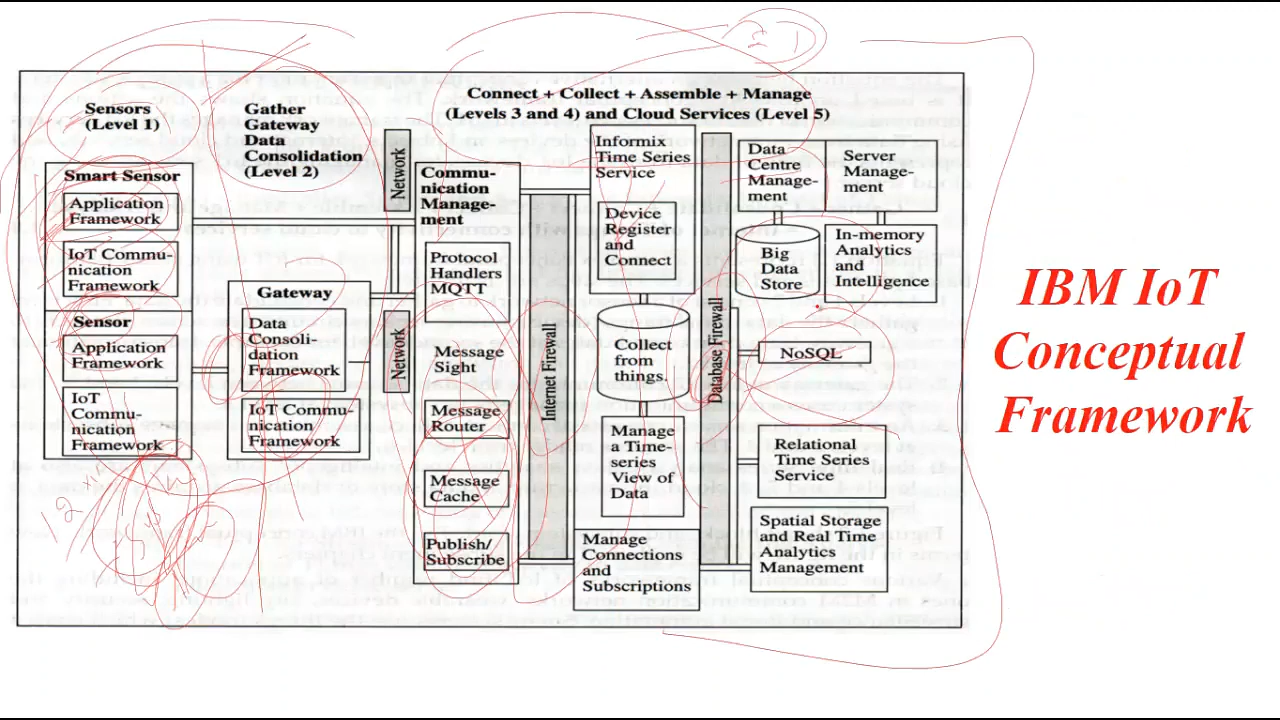 Sensors
(Level 1)
Gather
Gateway
Data
Consolidation
(Level 2)
Connect + Collect + Assemble + Manage
(Levels 3 and 4) and Cloud Services (Level 5)
Smart Sensor
Application
Framework
IoT Commu-
nication
Framework
Sensor
Application
Framework
IoT
Commu-
nication
Framework
Gateway
Data
Consoli-
dation
Framework
IoT Commu-
nication
Framework
Network
Network
Commu-
nication
Manage-
ment
Protocol
Handlers
MQTT
Message
Sight
Message
Router
Message
Cache
Publish/
Subscribe
Internet Firewall
Informix
Time Series
Service
Device
Register
and
Connect
Collect
from
things.
Manage
a Time-
series
View of
Data
Manage
Connections
and
Subscriptions
Database Firewall
Data
Centre
Manage-
ment
Server
Manage-
ment
Big
Data
Store
In-memory
Analytics
and
Intelligence
NoSQL
Relational
Time Series
Service
Spatial Storage
and Real Time
Analytics
Management
IBM IoT
Conceptual
Framework